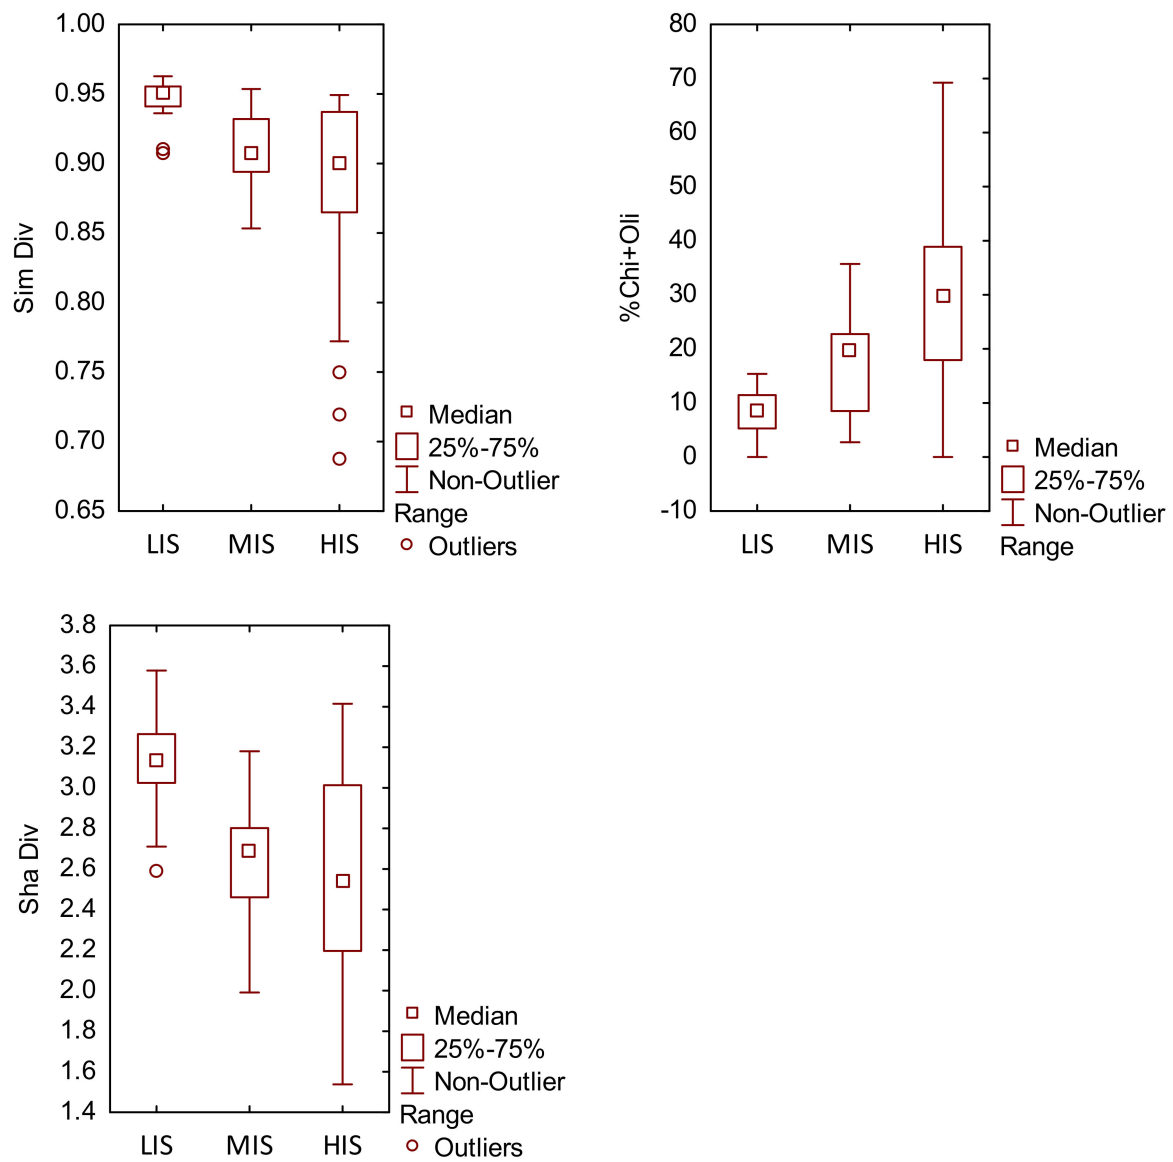 1.00
0.95
0.90
0.85
0.80
0.75
0.70
0.65
Sim Div
LIS MIS HIS
Median
25%-75%
Non-Outlier
Range
Outliers
80
70
60
50
40
30
20
10
0
-10
%Chi+Oli
LIS MIS HIS
Median
25%-75%
Non-Outlier
Range
3.8
3.6
3.4
3.2
3.0
2.8
2.6
2.4
2.2
2.0
1.8
1.6
1.4
Sha Div
LIS MIS HIS
Median
25%-75%
Non-Outlier
Range
Outliers